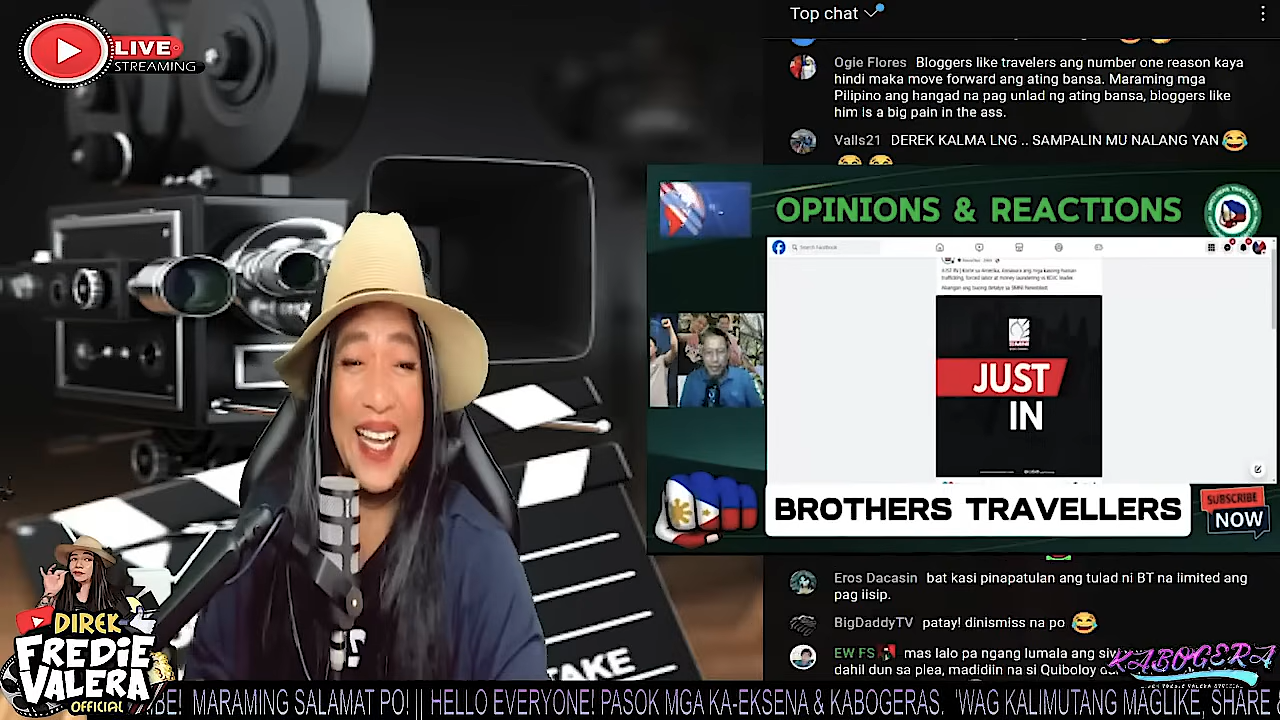 LIVE
STREAMING
Top chat
Ogie Flores Bloggers like travelers ang number one reason kaya
hindi maka move forward ang ating bansa. Maraming mga
Pilipino ang hangad na pag unlad ng ating bansa, bloggers like
him is a big pain in the ass.
Valls21 DEREK KALMA LNG .. SAMPALIN MU NALANG YAN
OPINIONS & REACTIONS
Search Facebook
JUST
IN
BROTHERS TRAVELLERS
SUBSCRIBE
NOW
Eros Dacasin bat kasi pinapatulan ang tulad ni BT na limited ang
pag iisip.
BigDaddyTV patay! dinismiss na po
EW FS mas lalo pa ngang lumala ang
dahil dun sa plea, madidiin na si Quiboloy
KABOGERA
DIREK
FREDIE
VALERA
OFFICIAL
MARAMING SALAMAT PO! || HELLO EVERYONE! PASOK MGA KA-EKSENA & KABOGERAS. 'WAG KALIMUTANG MAGLIKE, SHARE
TAKE